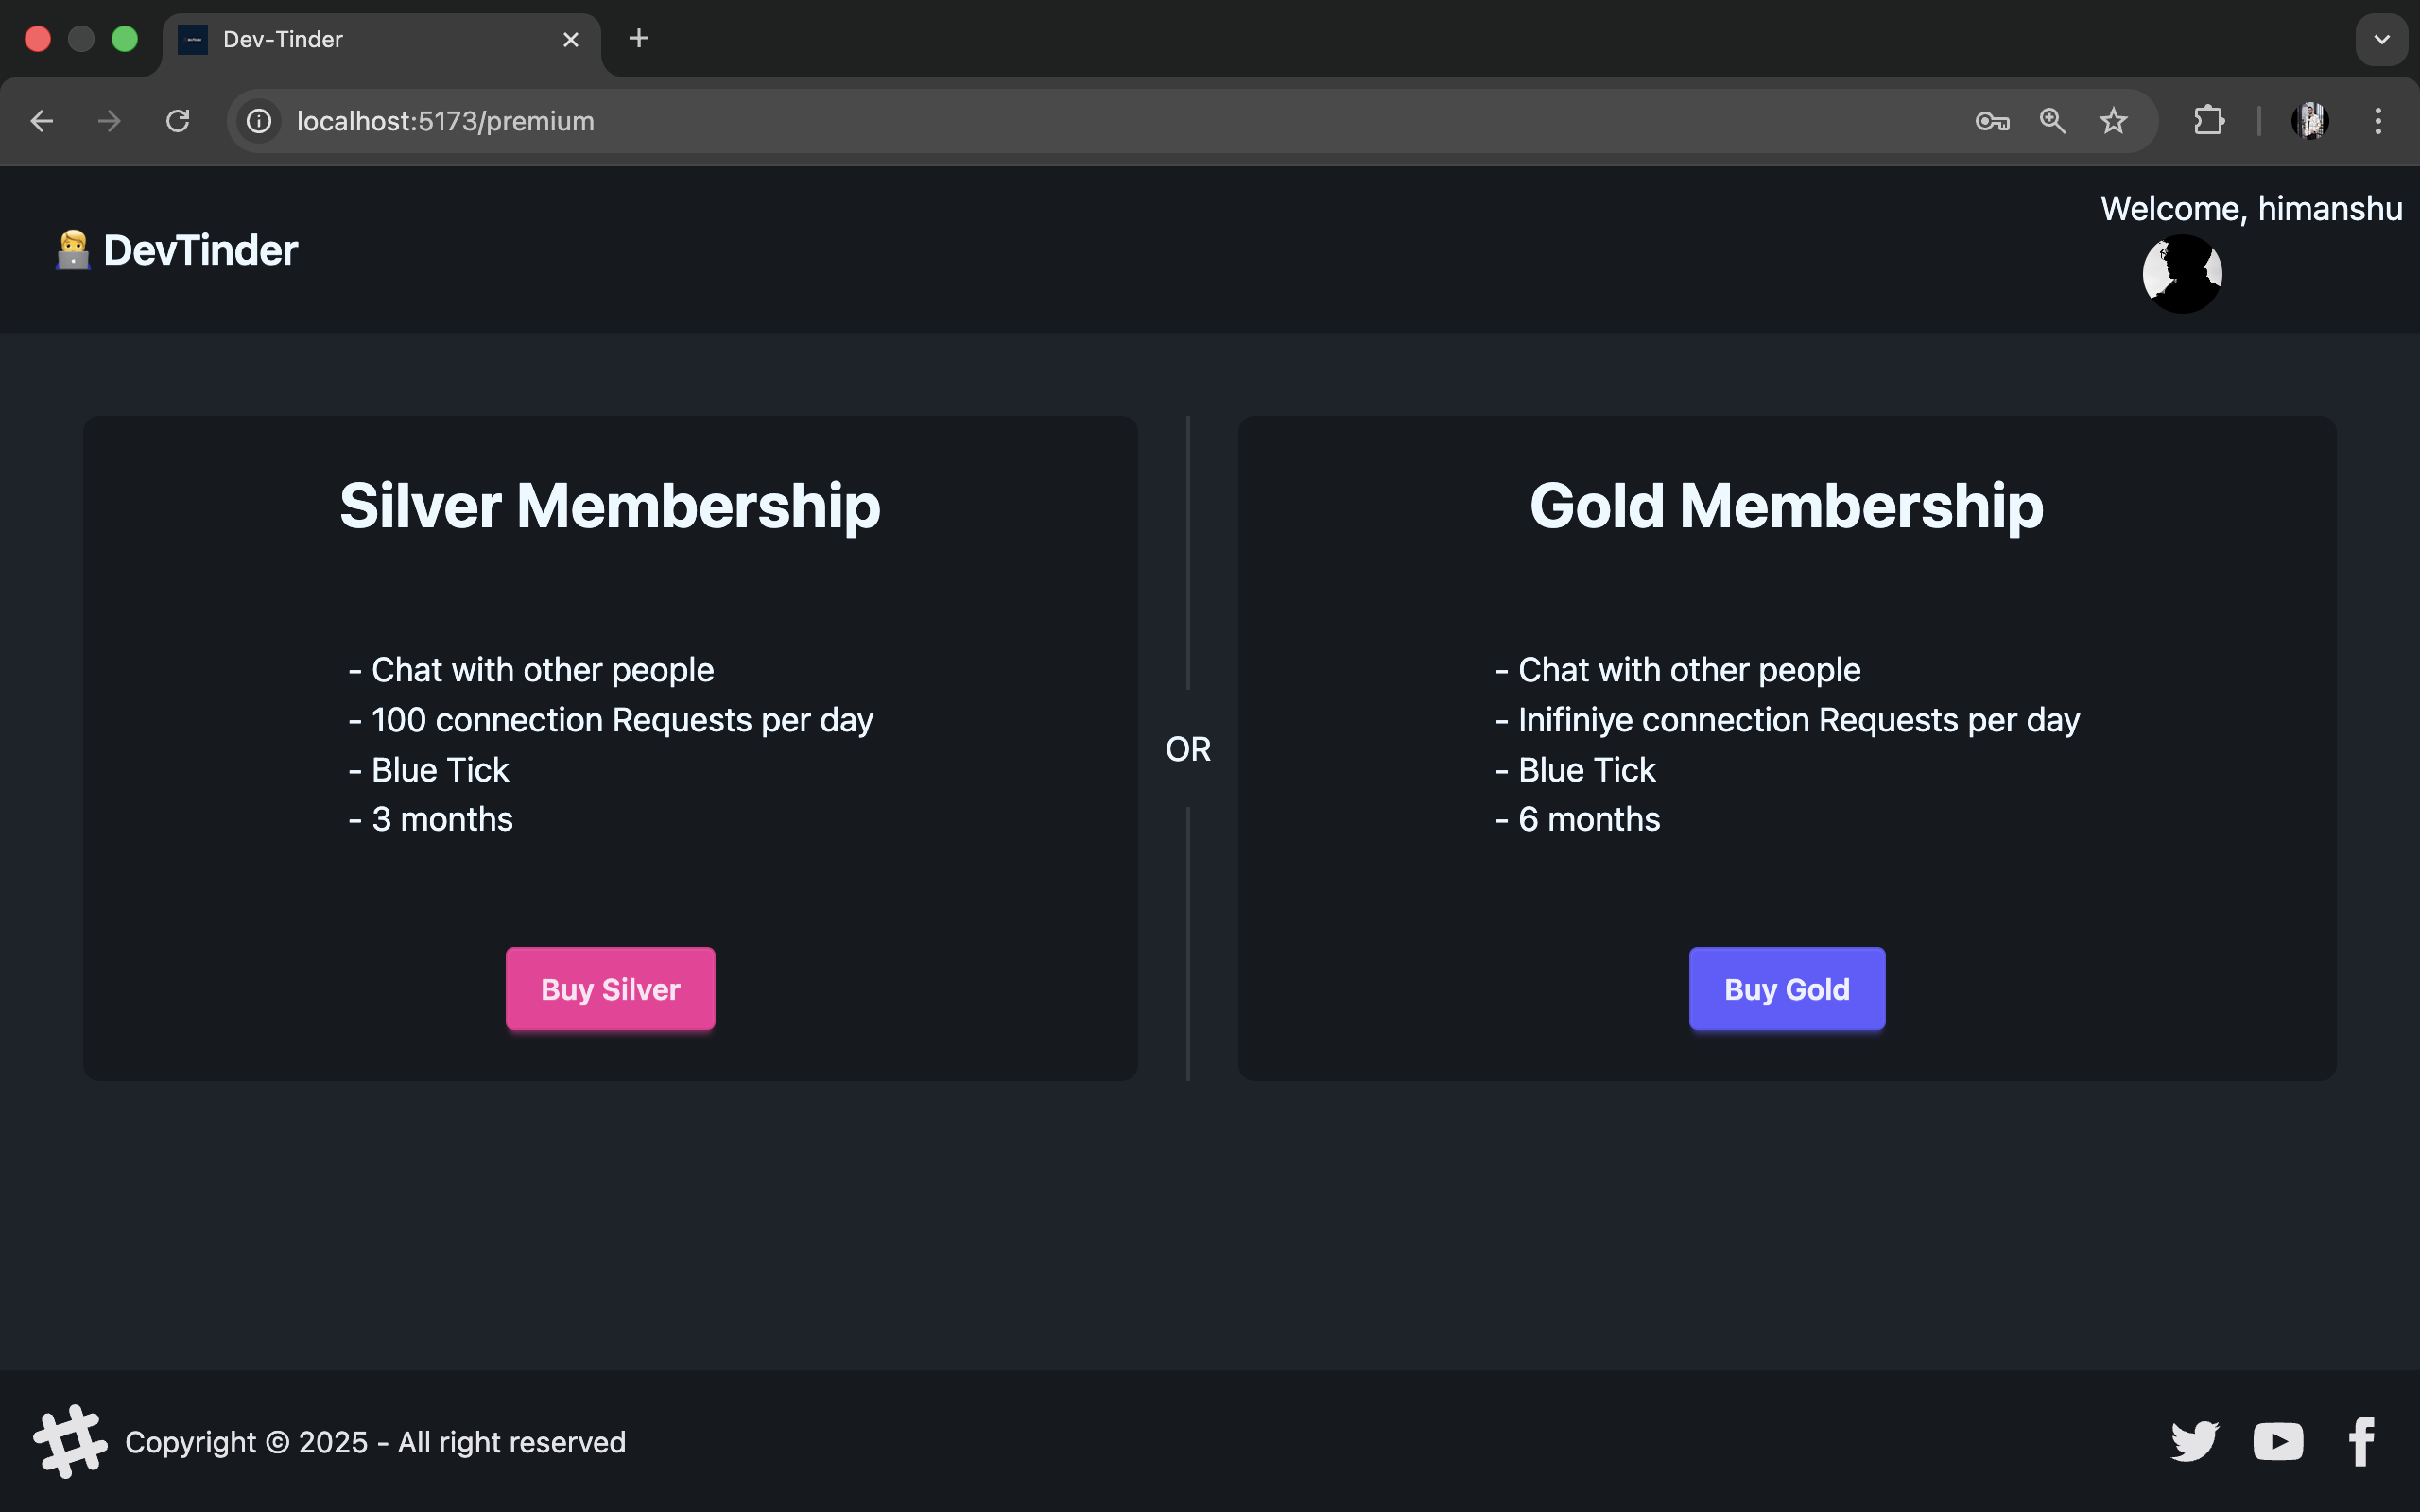 Dev-Tinder
localhost:5173/premium
Welcome, himanshu
DevTinder
Silver Membership
- Chat with other people
- 100 connection Requests per day
- Blue Tick
- 3 months
Buy Silver
OR
Gold Membership
- Chat with other people
- Inifiniye connection Requests per day
- Blue Tick
- 6 months
Buy Gold
Copyright © 2025 - All right reserved